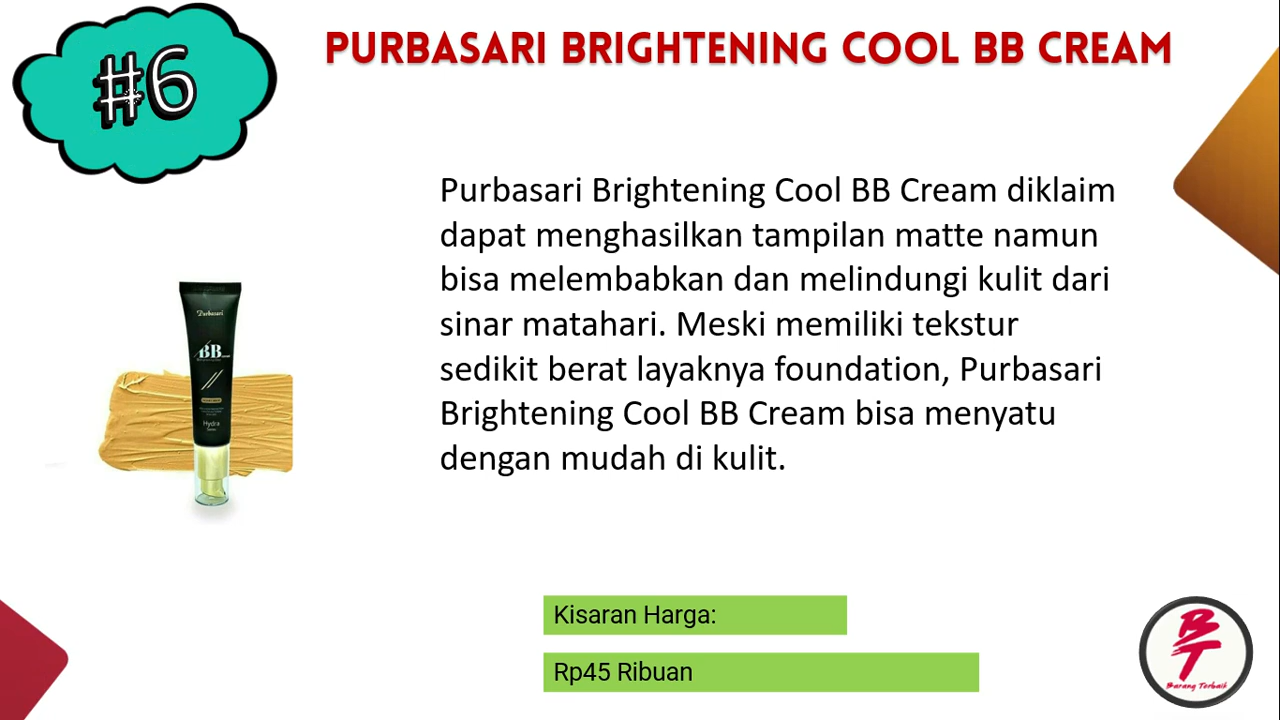 #6
PURBASARI BRIGHTENING COOL BB CREAM
Purbasari Brightening Cool BB Cream diklaim
dapat menghasilkan tampilan matte namun
bisa melembabkan dan melindungi kulit dari
sinar matahari. Meski memiliki tekstur
sedikit berat layaknya foundation, Purbasari
Brightening Cool BB Cream bisa menyatu
dengan mudah di kulit.
Purbasari
BB
Hydra
Kisaran Harga:
Rp45 Ribuan
BT
Barang Terbaik